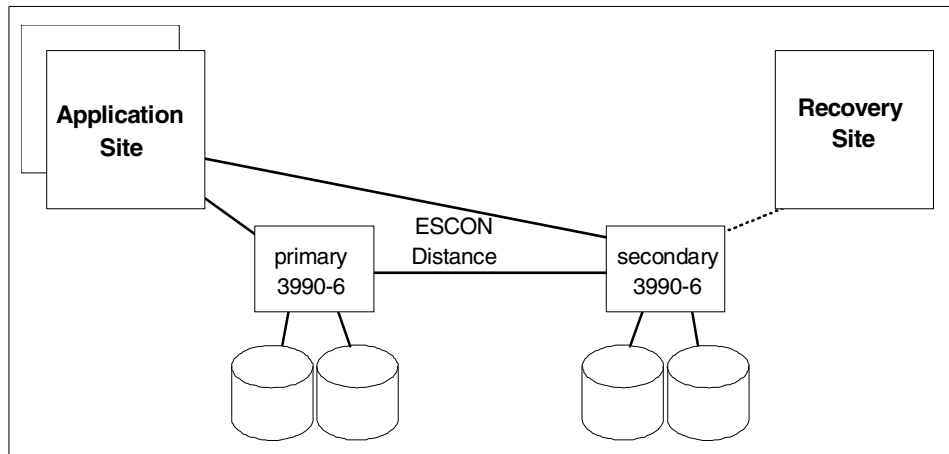 Application
Site
Recovery
Site
ESCON
Distance
primary
3990-6
secondary
3990-6